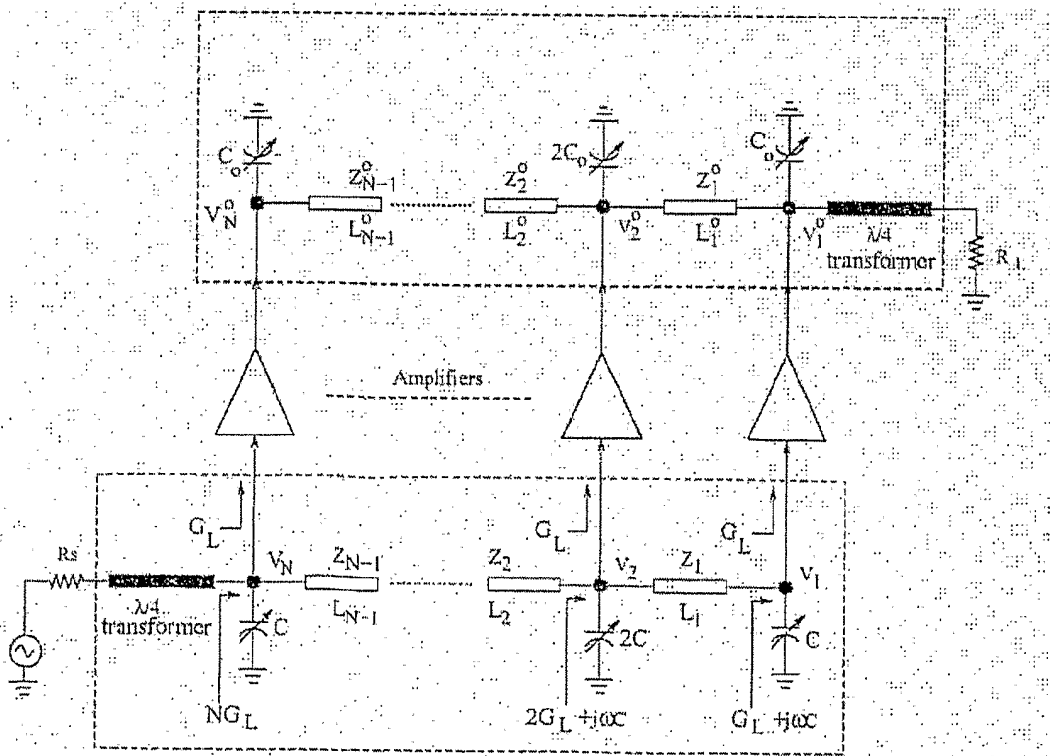 C_o
2C_o
C_o
Z^o_{N-1}
Z^o_2
Z^o_1
V^o_N
L^o_{N-1}
L^o_2
V^o_2
L^o_1
V^o_1
λ/4
transformer
Amplifiers
G_L
G_L
G_L
Rs
V_N
Z_{N-1}
Z_2
V_2
Z_1
V_1
λ/4
transformer
C
L_{N-1}
L_2
2C
L_1
C
NG_L
2G_L +jωC
G_L +jωC